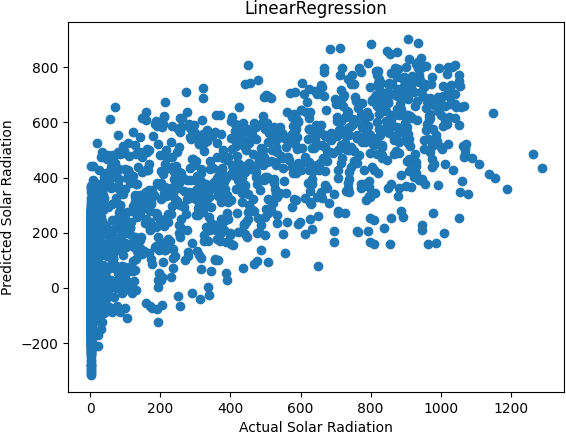 LinearRegression
Predicted Solar Radiation
800
600
400
200
0
−200
0 200 400 600 800 1000 1200
Actual Solar Radiation